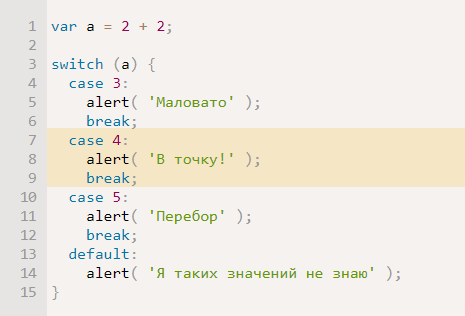 1 var a = 2 + 2;
2
3 switch (a) {
4   case 3:
5     alert( 'Маловато' );
6     break;
7   case 4:
8     alert( 'В точку!' );
9     break;
10   case 5:
11     alert( 'Перебор' );
12     break;
13   default:
14     alert( 'Я таких значений не знаю' );
15 }